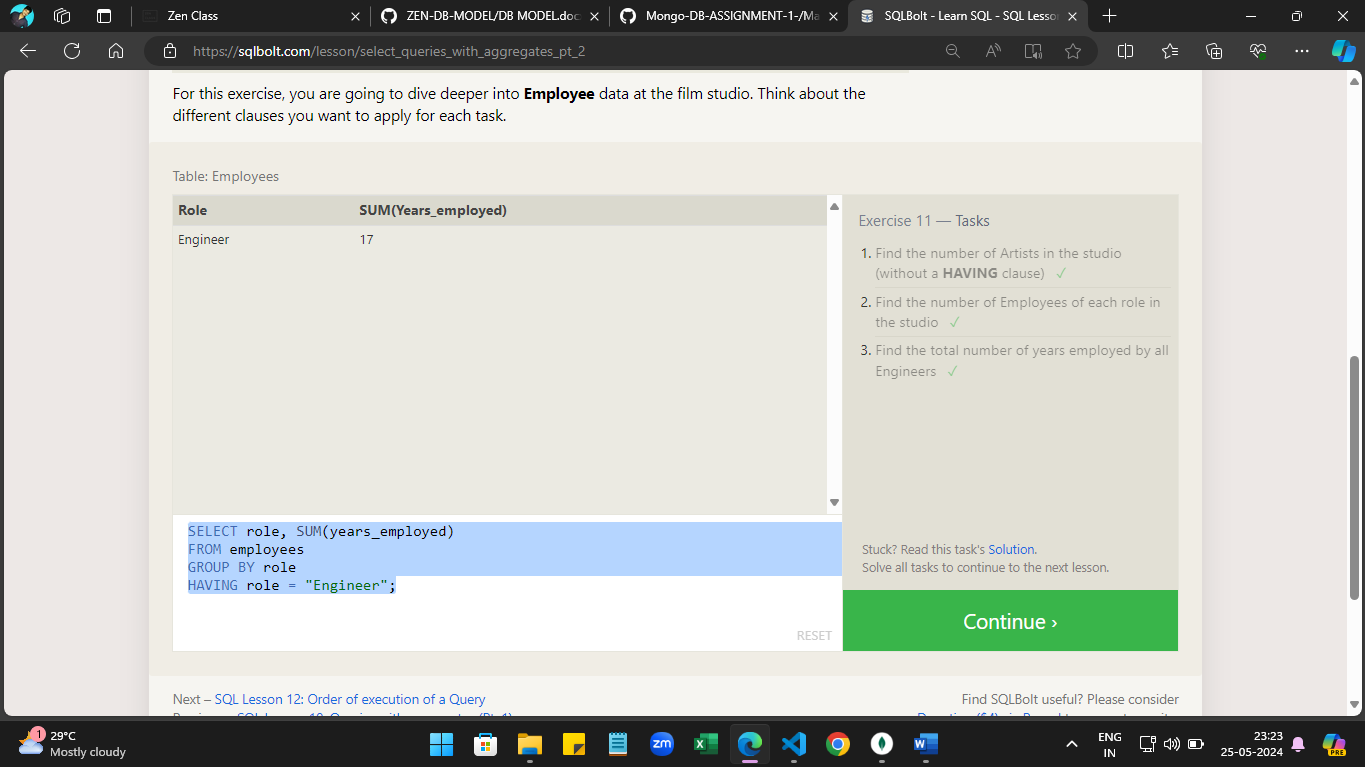 Zen Class
ZEN-DB-MODEL/DB MODEL.doc
Mongo-DB-ASSIGNMENT-1-/Ma
SQLBolt - Learn SQL - SQL Lesson
https://sqlbolt.com/lesson/select_queries_with_aggregates_pt_2
For this exercise, you are going to dive deeper into Employee data at the film studio. Think about the
different clauses you want to apply for each task.
Table: Employees
Role SUM(Years_employed)
Engineer 17
Exercise 11 — Tasks
1. Find the number of Artists in the studio
(without a HAVING clause) ✓
2. Find the number of Employees of each role in
the studio ✓
3. Find the total number of years employed by all
Engineers ✓
SELECT role, SUM(years_employed)
FROM employees
GROUP BY role
HAVING role = "Engineer";
RESET
Stuck? Read this task's Solution.
Solve all tasks to continue to the next lesson.
Continue ›
Next – SQL Lesson 12: Order of execution of a Query
Find SQLBolt useful? Please consider
1
29°C
Mostly cloudy
zm
ENG
IN
23:23
25-05-2024
PRE